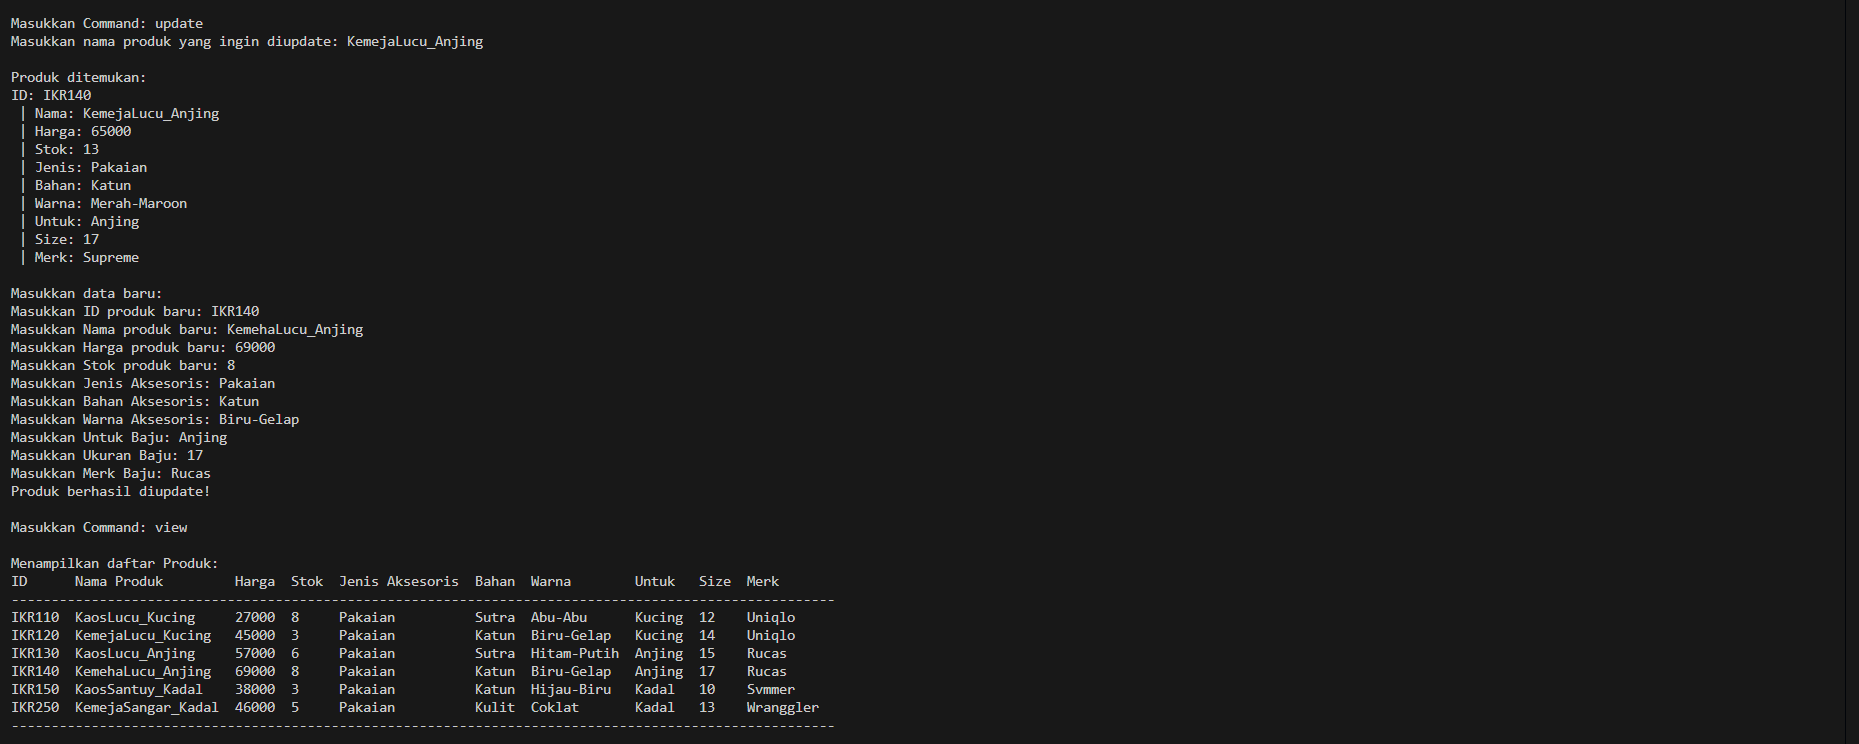 Masukkan Command: update
Masukkan nama produk yang ingin diupdate: KemejaLucu_Anjing
Produk ditemukan:
ID: IKR140
| Nama: KemejaLucu_Anjing
| Harga: 65000
| Stok: 13
| Jenis: Pakaian
| Bahan: Katun
| Warna: Merah-Maroon
| Untuk: Anjing
| Size: 17
| Merk: Supreme
Masukkan data baru:
Masukkan ID produk baru: IKR140
Masukkan Nama produk baru: KemehaLucu_Anjing
Masukkan Harga produk baru: 69000
Masukkan Stok produk baru: 8
Masukkan Jenis Aksesoris: Pakaian
Masukkan Bahan Aksesoris: Katun
Masukkan Warna Aksesoris: Biru-Gelap
Masukkan Untuk Baju: Anjing
Masukkan Ukuran Baju: 17
Masukkan Merk Baju: Rucas
Produk berhasil diupdate!
Masukkan Command: view
Menampilkan daftar Produk:
ID      Nama Produk         Harga  Stok  Jenis Aksesoris  Bahan  Warna        Untuk   Size  Merk
-------------------------------------------------------------------------------------------------------
IKR110  KaosLucu_Kucing     27000  8     Pakaian          Sutra  Abu-Abu      Kucing  12    Uniqlo
IKR120  KemejaLucu_Kucing   45000  3     Pakaian          Katun  Biru-Gelap   Kucing  14    Uniqlo
IKR130  KaosLucu_Anjing     57000  6     Pakaian          Sutra  Hitam-Putih  Anjing  15    Rucas
IKR140  KemehaLucu_Anjing   69000  8     Pakaian          Katun  Biru-Gelap   Anjing  17    Rucas
IKR150  KaosSantuy_Kadal    38000  3     Pakaian          Katun  Hijau-Biru   Kadal   10    Svmmer
IKR250  KemejaSangar_Kadal  46000  5     Pakaian          Kulit  Coklat       Kadal   13    Wranggler
-------------------------------------------------------------------------------------------------------